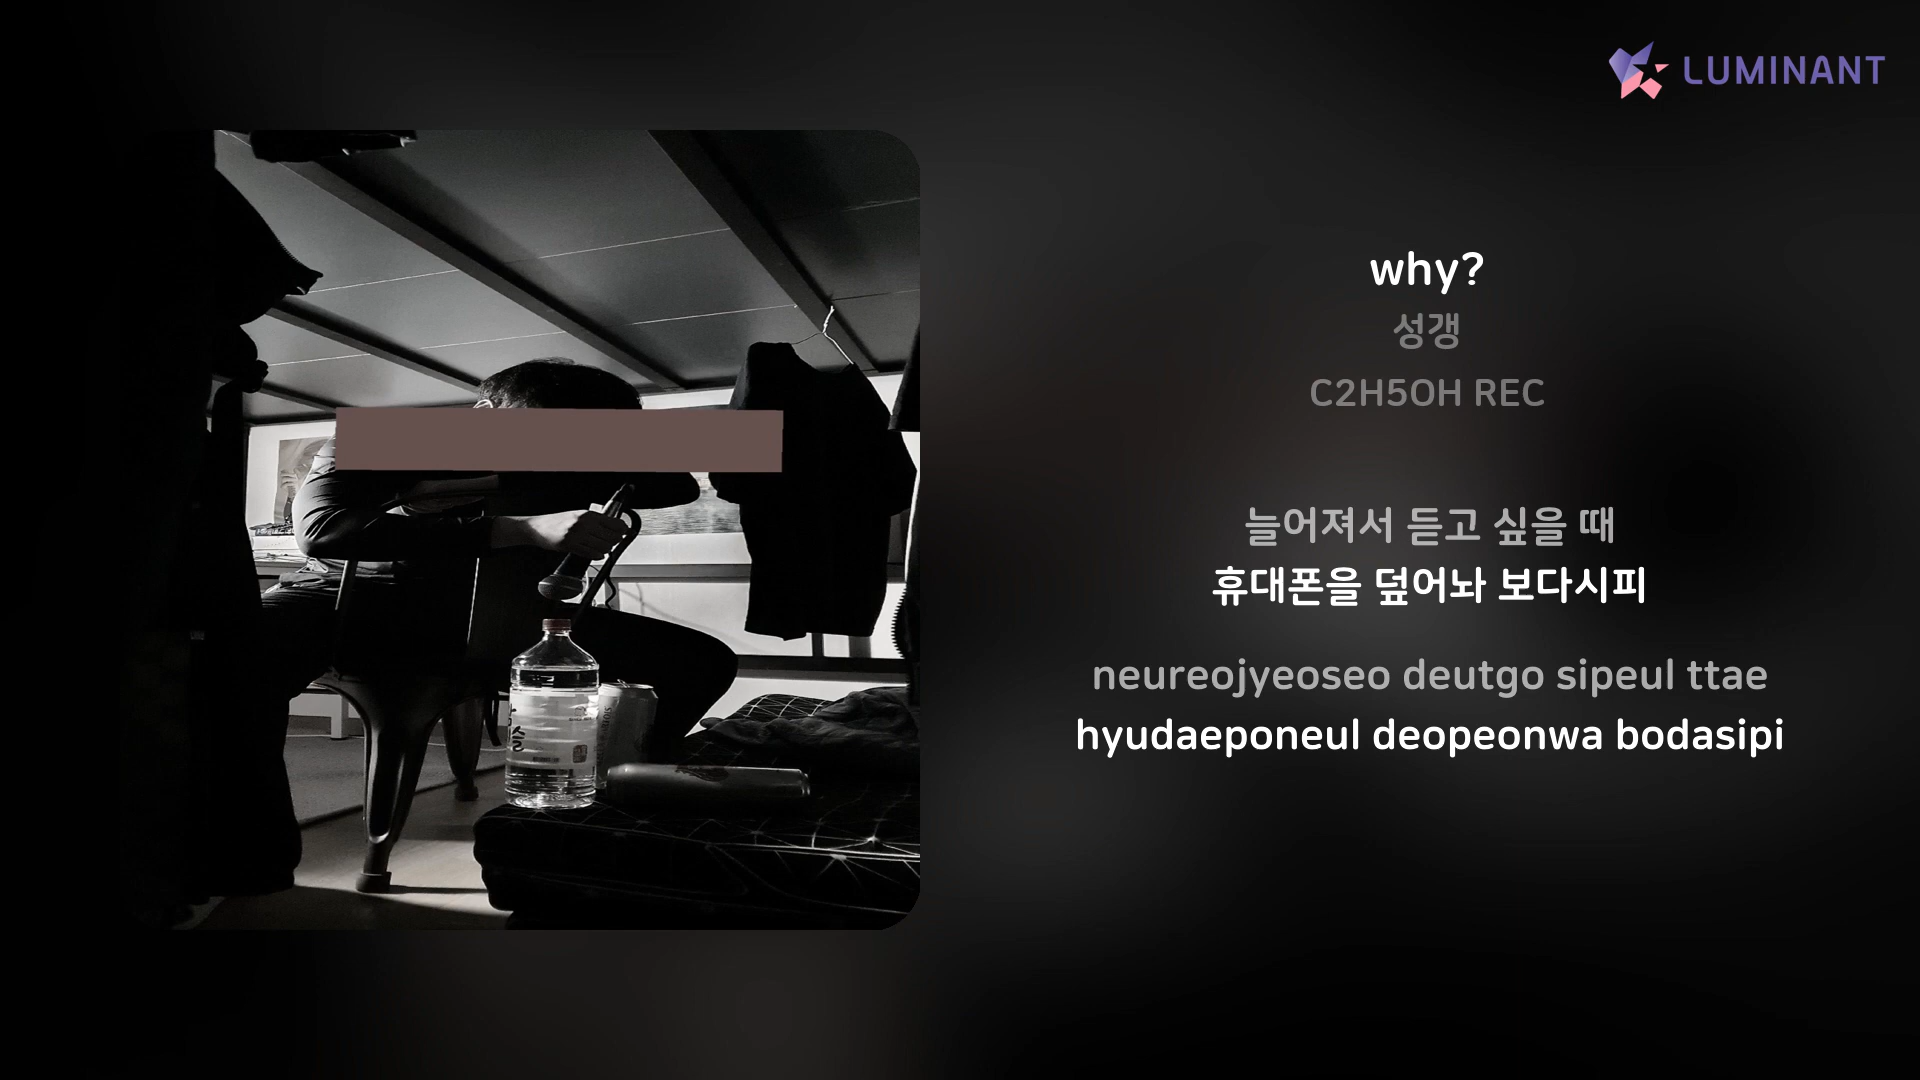 LUMINANT
why?
성갱
C2H5OH REC
늘어져서 듣고 싶을 때
휴대폰을 덮어놔 보다시피
neureojyeoseo deutgo sipeul ttae
hyudaeponeul deopeonwa bodasipi